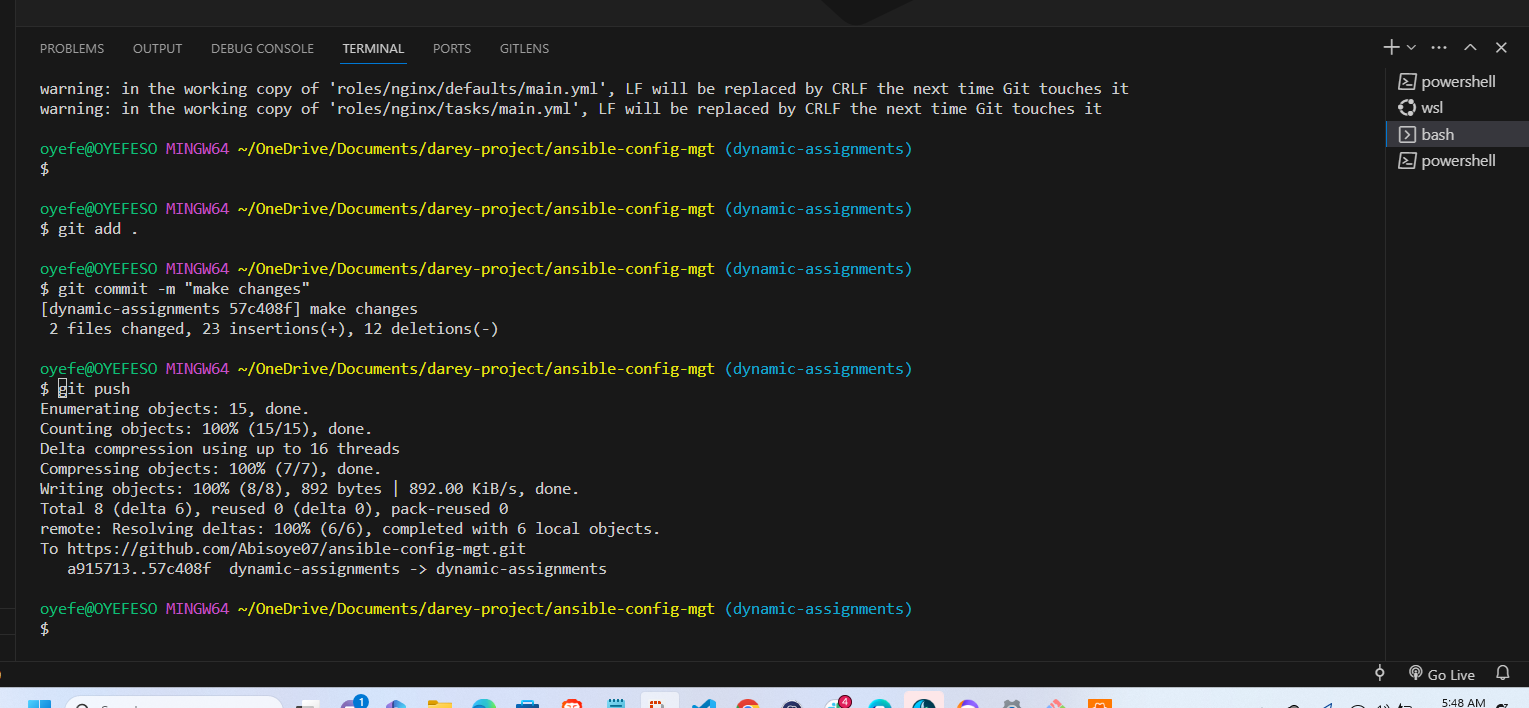 PROBLEMS OUTPUT DEBUG CONSOLE TERMINAL PORTS GITLENS
warning: in the working copy of 'roles/nginx/defaults/main.yml', LF will be replaced by CRLF the next time Git touches it
warning: in the working copy of 'roles/nginx/tasks/main.yml', LF will be replaced by CRLF the next time Git touches it
oyefe@OYEFESO MINGW64 ~/OneDrive/Documents/darey-project/ansible-config-mgt (dynamic-assignments)
$
oyefe@OYEFESO MINGW64 ~/OneDrive/Documents/darey-project/ansible-config-mgt (dynamic-assignments)
$ git add .
oyefe@OYEFESO MINGW64 ~/OneDrive/Documents/darey-project/ansible-config-mgt (dynamic-assignments)
$ git commit -m "make changes"
[dynamic-assignments 57c408f] make changes
2 files changed, 23 insertions(+), 12 deletions(-)
oyefe@OYEFESO MINGW64 ~/OneDrive/Documents/darey-project/ansible-config-mgt (dynamic-assignments)
$ git push
Enumerating objects: 15, done.
Counting objects: 100% (15/15), done.
Delta compression using up to 16 threads
Compressing objects: 100% (7/7), done.
Writing objects: 100% (8/8), 892 bytes | 892.00 KiB/s, done.
Total 8 (delta 6), reused 0 (delta 0), pack-reused 0
remote: Resolving deltas: 100% (6/6), completed with 6 local objects.
To https://github.com/Abisoye07/ansible-config-mgt.git
a915713..57c408f dynamic-assignments -> dynamic-assignments
oyefe@OYEFESO MINGW64 ~/OneDrive/Documents/darey-project/ansible-config-mgt (dynamic-assignments)
$
powershell
wsl
bash
powershell
Go Live
1
4
5:48 AM